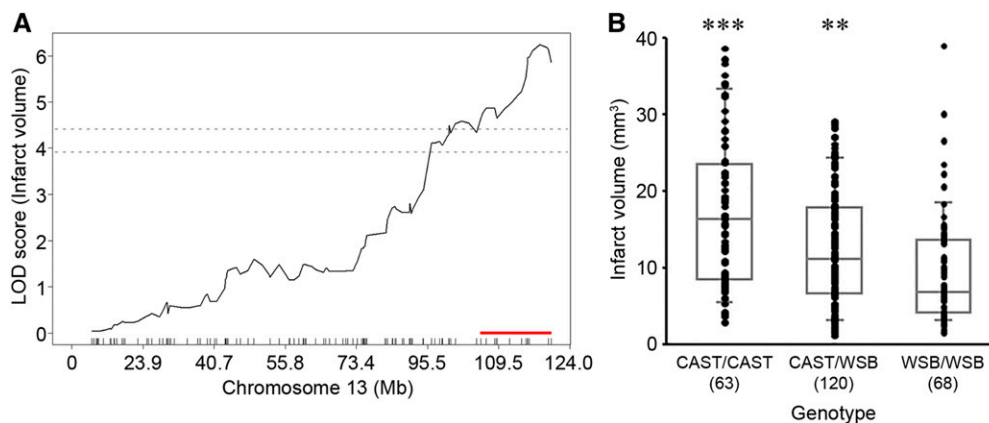 A
LOD score (Infarct volume)
6
5
4
3
2
1
0
0 23.9 40.7 55.8 73.4 95.5 109.5 124.0
Chromosome 13 (Mb)
B
*** **
Infarct volume (mm³)
40
30
20
10
0
CAST/CAST CAST/WSB WSB/WSB
(63) (120) (68)
Genotype